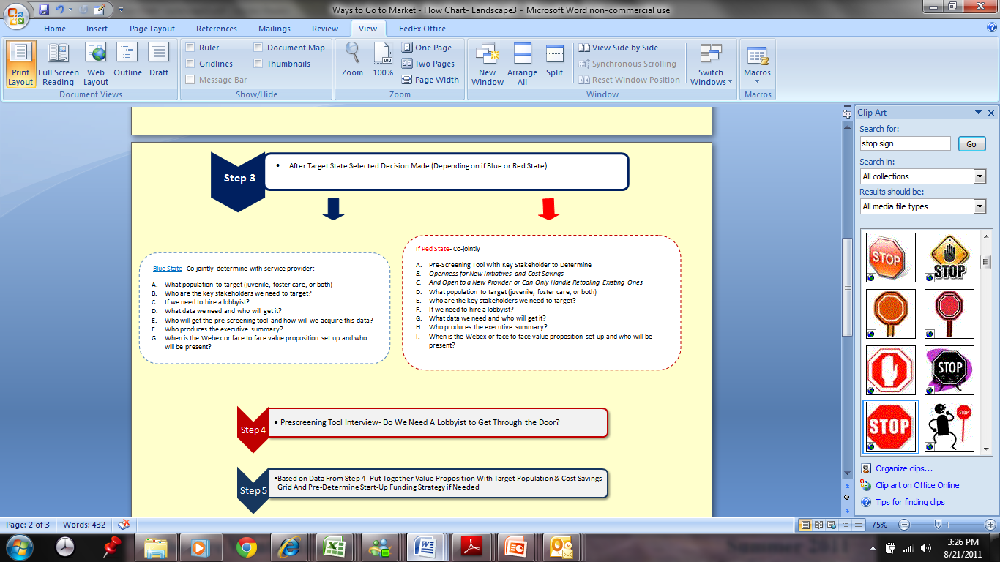 Ways to Go to Market - Flow Chart- Landscape3 - Microsoft Word non-commercial use
Home Insert Page Layout References Mailings Review View FedEx Office
Print Layout
Full Screen Reading
Web Layout
Outline
Draft
Document Views
Ruler
Gridlines
Message Bar
Document Map
Thumbnails
Show/Hide
Zoom
100%
One Page
Two Pages
Page Width
Zoom
New Window
Arrange All
Split
View Side by Side
Synchronous Scrolling
Reset Window Position
Window
Switch Windows
Macros
Macros
Step 3
• After Target State Selected Decision Made (Depending on if Blue or Red State)
Blue State- Co-jointly determine with service provider:
A. What population to target (juvenile, foster care, or both)
B. Who are the key stakeholders we need to target?
C. If we need to hire a lobbyist?
D. What data we need and who will get it?
E. Who will get the pre-screening tool and how will we acquire this data?
F. Who produces the executive summary?
G. When is the Webex or face to face value proposition set up and who
will be present?
If Red State- Co-jointly
A. Pre-Screening Tool With Key Stakeholder to Determine
B. Openness for New Initiatives and Cost Savings
C. And Open to a New Provider or Can Only Handle Retooling Existing Ones
D. What population to target (juvenile, foster care, or both)
E. Who are the key stakeholders we need to target?
F. If we need to hire a lobbyist?
G. What data we need and who will get it?
H. Who produces the executive summary?
I. When is the Webex or face to face value proposition set up and who will be
present?
Step 4
• Prescreening Tool Interview- Do We Need A Lobbyist to Get Through the Door?
Step 5
•Based on Data From Step 4- Put Together Value Proposition With Target Population & Cost Savings
Grid And Pre-Determine Start-Up Funding Strategy if Needed
Clip Art
Search for:
stop sign
Go
Search in:
All collections
Results should be:
All media file types
STOP
STOP
STOP
STOP
STOP
Organize clips...
Clip art on Office Online
Tips for finding clips
Page: 2 of 3 Words: 432
75%
3:26 PM
8/21/2011